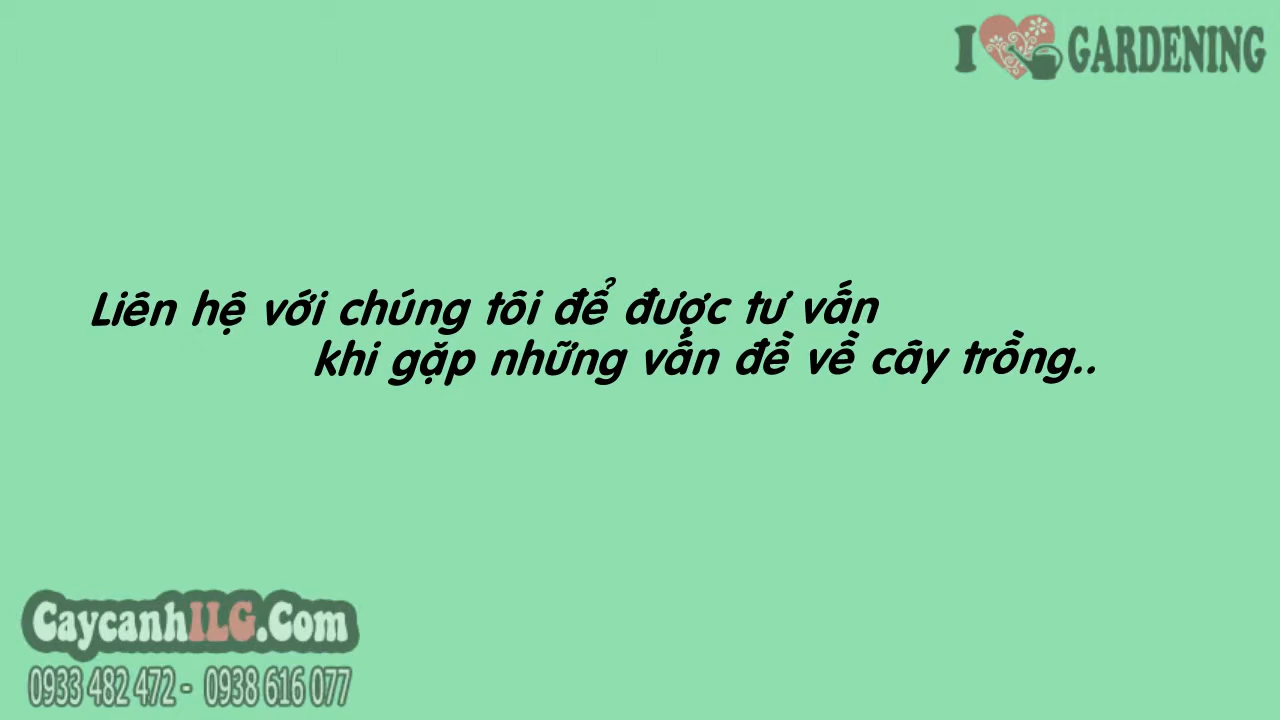 I GARDENING
Liên hệ với chúng tôi để được tư vấn
khi gặp những vấn đề về cây trồng..
CaycanhILG.Com
0933 482 472 - 0938 616 077